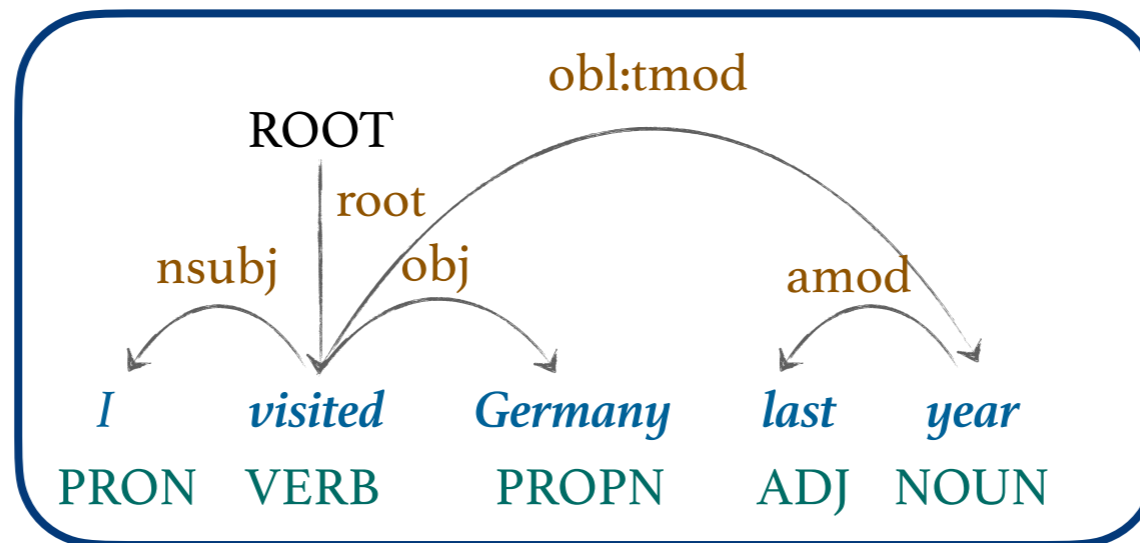 obl:tmod
ROOT
root
nsubj obj amod
I visited Germany last year
PRON VERB PROPN ADJ NOUN